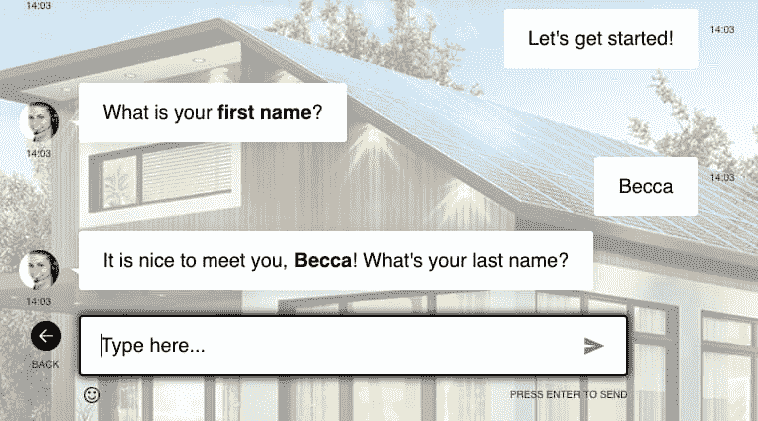 14:03
Let's get started!
14:03
What is your first name?
14:03
Becca
14:03
It is nice to meet you, Becca! What's your last name?
14:03
Type here...
BACK
PRESS ENTER TO SEND